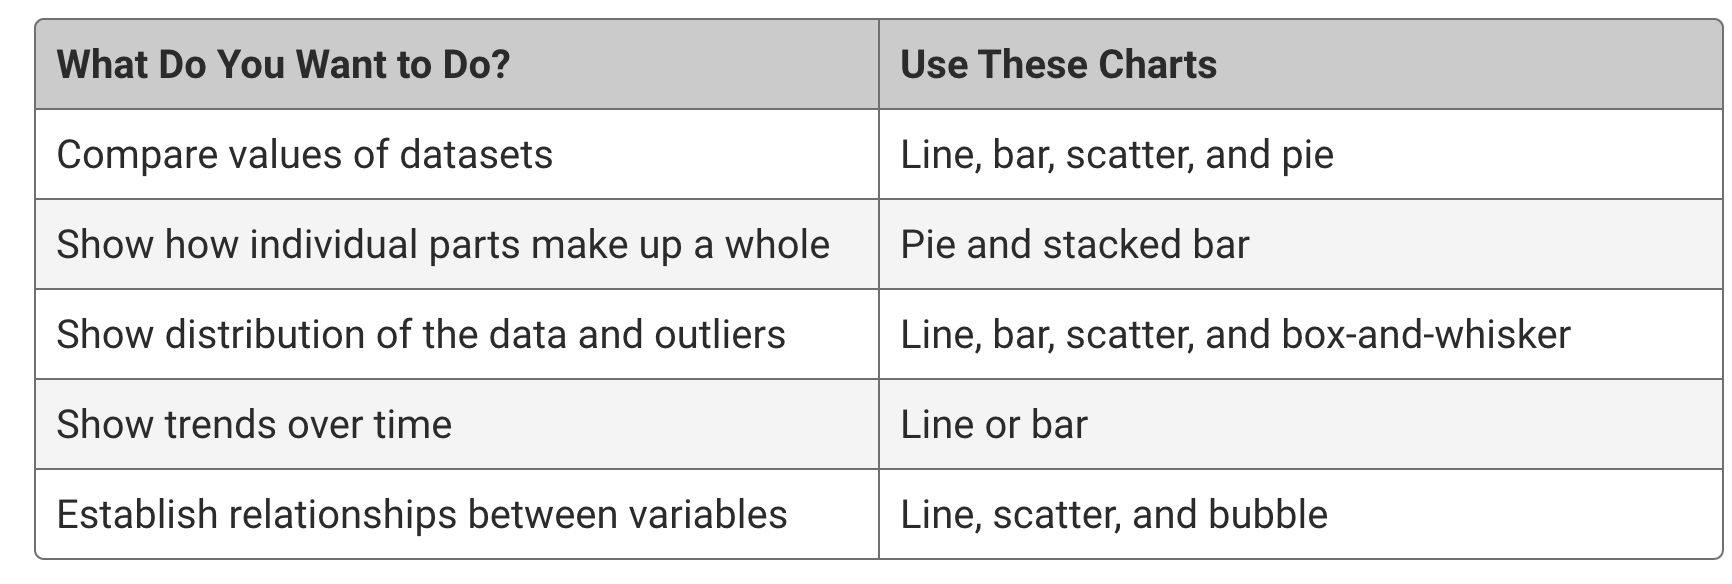 What Do You Want to Do?
Use These Charts
Compare values of datasets
Line, bar, scatter, and pie
Show how individual parts make up a whole
Pie and stacked bar
Show distribution of the data and outliers
Line, bar, scatter, and box-and-whisker
Show trends over time
Line or bar
Establish relationships between variables
Line, scatter, and bubble